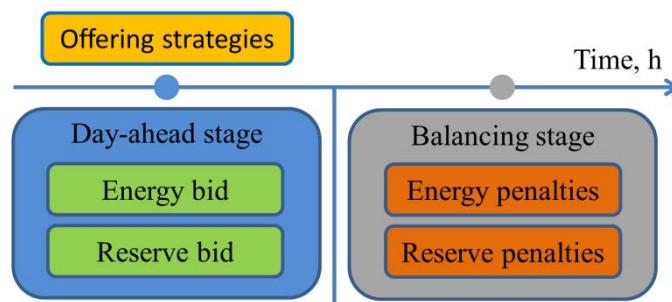 Offering strategies
Time, h
Day-ahead stage
Energy bid
Reserve bid
Balancing stage
Energy penalties
Reserve penalties